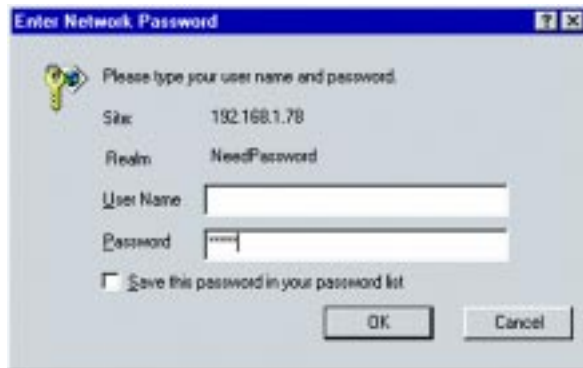 Enter Network Password
Please type your user name and password.
Site: 192.168.1.78
Realm NeedPassword
User Name
Password *****
Save this password in your password list
OK Cancel